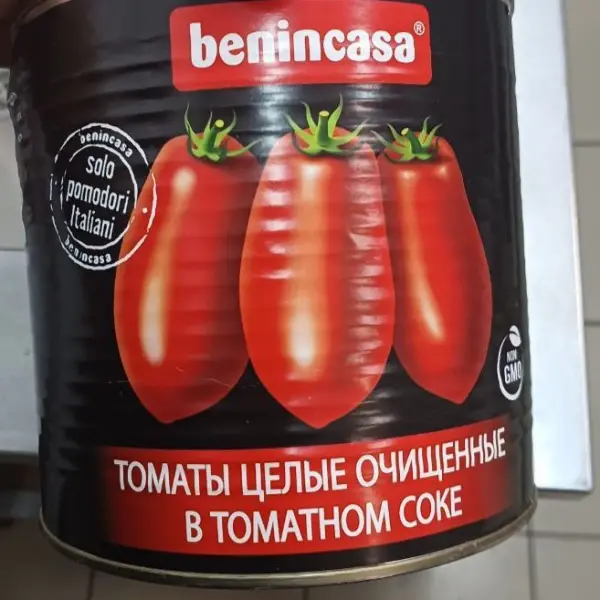 benincasa®
benincasa
solo
pomodori
Italiani
benincasa
NON
GMO
ТОМАТЫ ЦЕЛЫЕ ОЧИЩЕННЫЕ
В ТОМАТНОМ СОКЕ